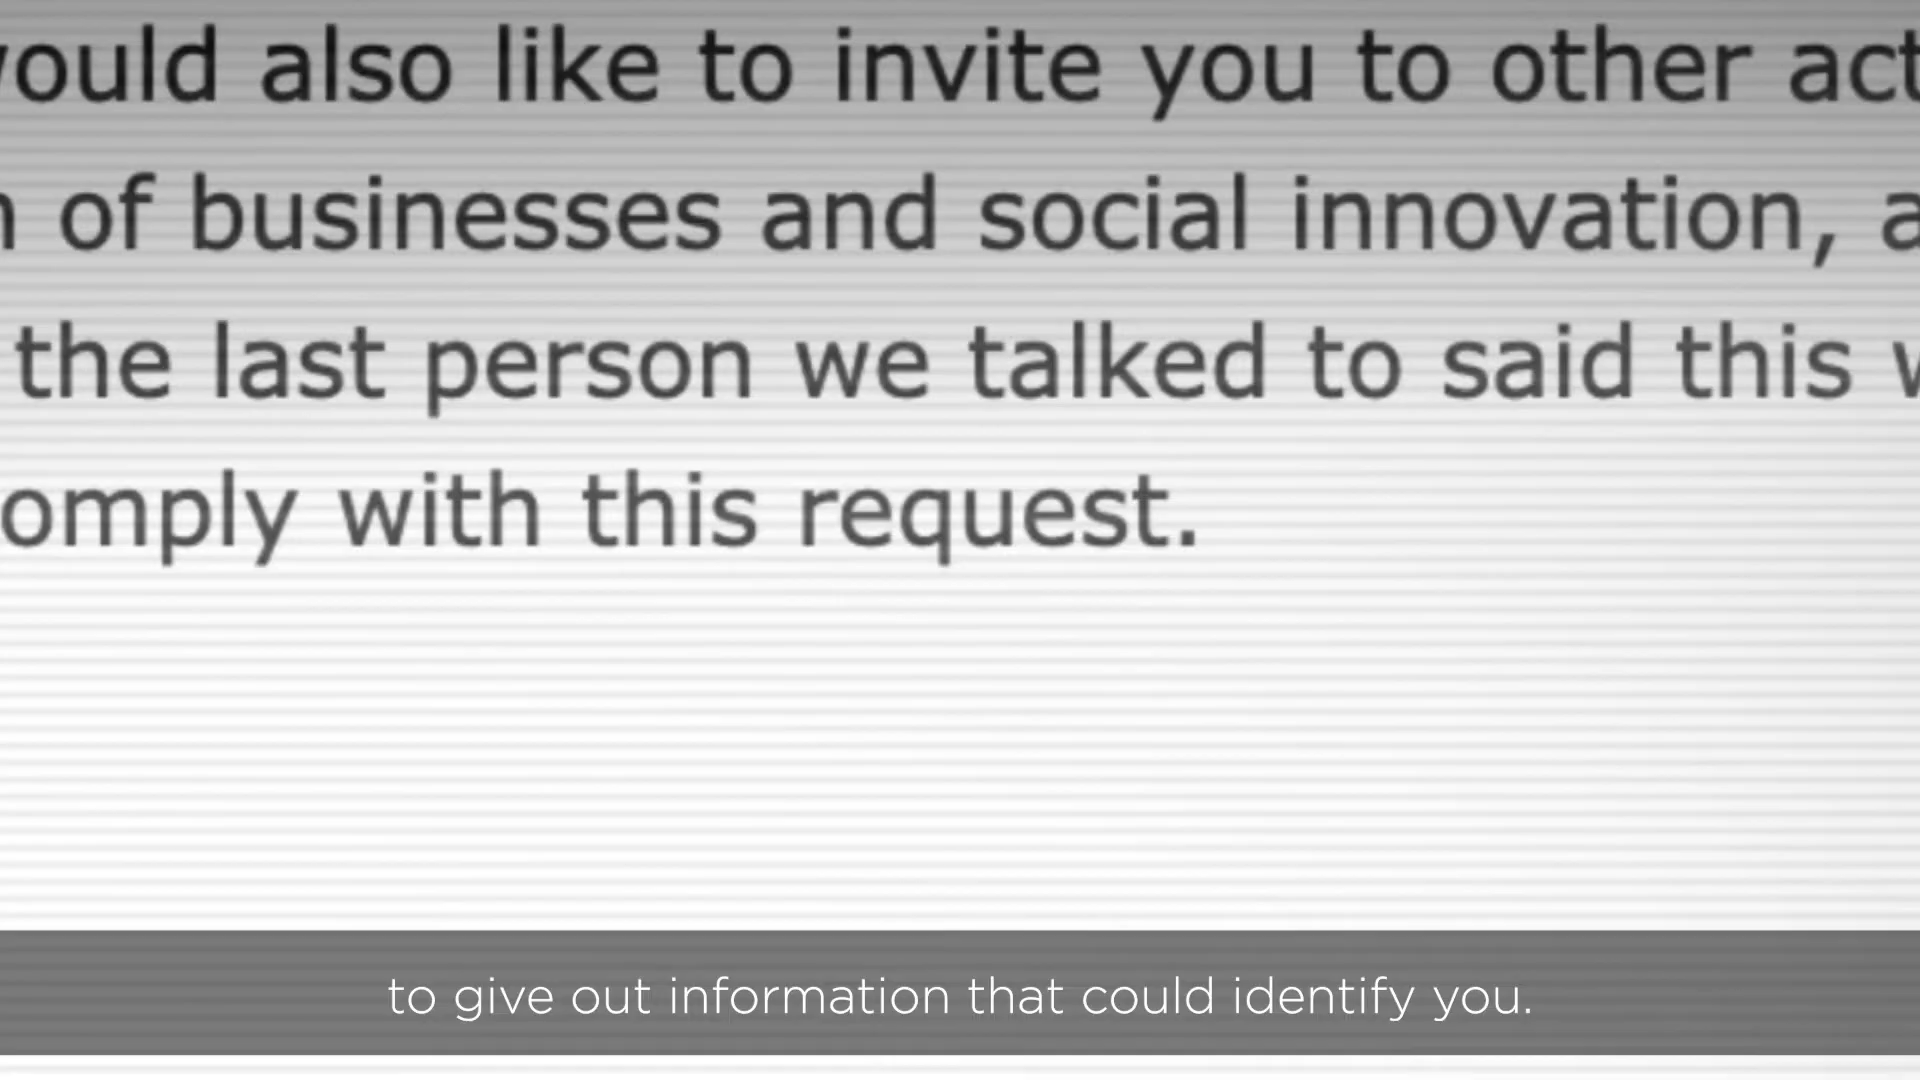 would also like to invite you to other act
n of businesses and social innovation, a
the last person we talked to said this w
omply with this request.
to give out information that could identify you.